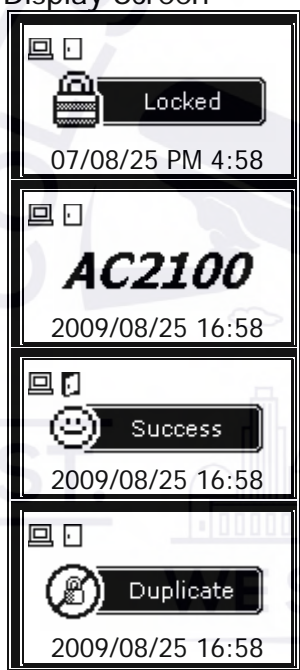 Display Screen
Locked
07/08/25 PM 4:58
AC2100
2009/08/25 16:58
Success
2009/08/25 16:58
Duplicate
2009/08/25 16:58